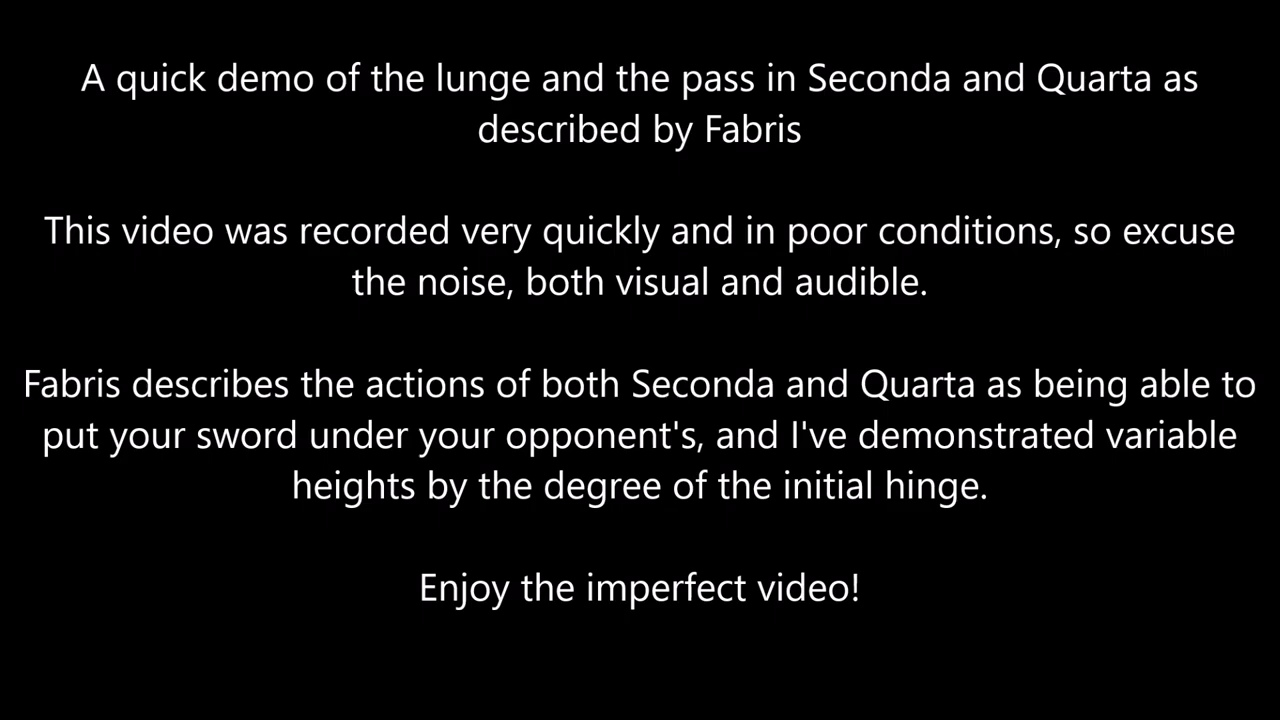 A quick demo of the lunge and the pass in Seconda and Quarta as
described by Fabris
This video was recorded very quickly and in poor conditions, so excuse
the noise, both visual and audible.
Fabris describes the actions of both Seconda and Quarta as being able to
put your sword under your opponent's, and I've demonstrated variable
heights by the degree of the initial hinge.
Enjoy the imperfect video!